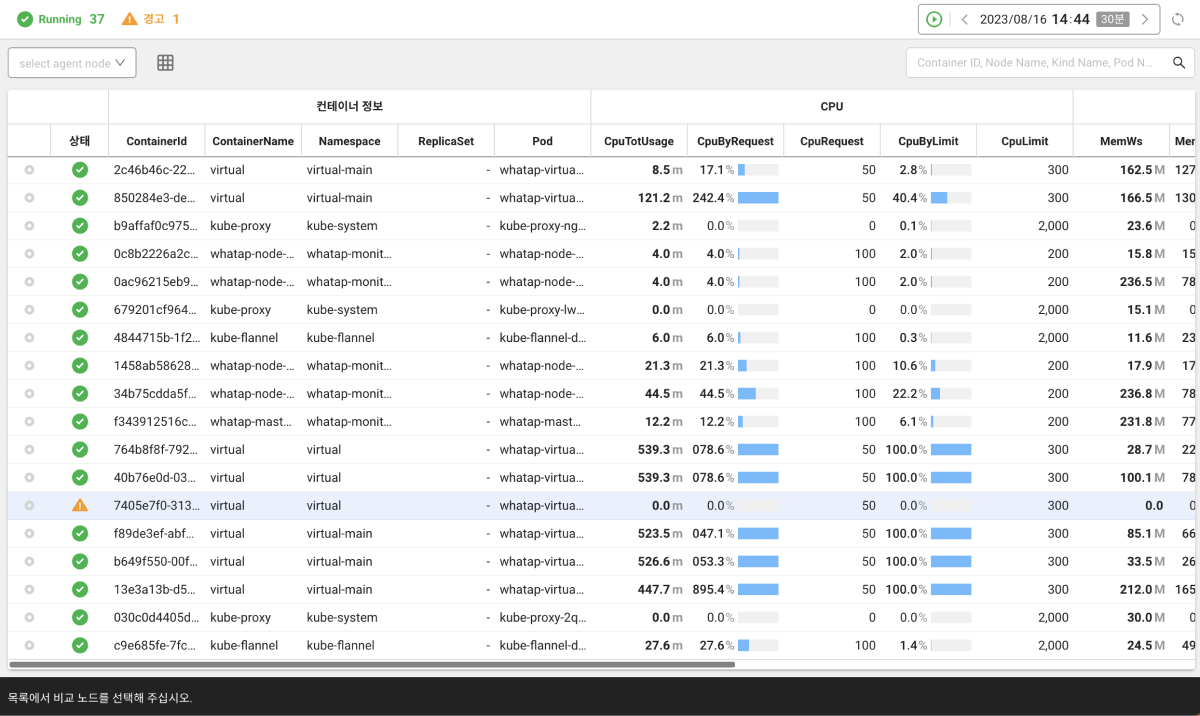 Running 37 경고 1 2023/08/16 14:44 30분
select agent node Container ID, Node Name, Kind Name, Pod N...
컨테이너 정보 CPU
상태 ContainerId ContainerName Namespace ReplicaSet Pod CpuTotUsage CpuByRequest CpuRequest CpuByLimit CpuLimit MemWs Mer
2c46b46c-22... virtual virtual-main - whatap-virtua... 8.5 m 17.1% 50 2.8% 300 162.5 M 127
850284e3-de... virtual virtual-main - whatap-virtua... 121.2 m 242.4% 50 40.4% 300 166.5 M 130
b9affaf0c975... kube-proxy kube-system - kube-proxy-ng... 2.2 m 0.0% 0 0.1% 2,000 23.6 M 0
0c8b2226a2c... whatap-node-... whatap-monit... - whatap-node-... 4.0 m 4.0% 100 2.0% 200 15.8 M 15
0ac96215eb9... whatap-node-... whatap-monit... - whatap-node-... 4.0 m 4.0% 100 2.0% 200 236.5 M 78
679201cf964... kube-proxy kube-system - kube-proxy-lw... 0.0 m 0.0% 0 0.0% 2,000 15.1 M 0
4844715b-1f2... kube-flannel kube-flannel - kube-flannel-d... 6.0 m 6.0% 100 0.3% 2,000 11.6 M 23
1458ab58628... whatap-node-... whatap-monit... - whatap-node-... 21.3 m 21.3% 100 10.6% 200 17.9 M 17
34b75cdda5f... whatap-node-... whatap-monit... - whatap-node-... 44.5 m 44.5% 100 22.2% 200 236.8 M 78
f343912516c... whatap-mast... whatap-monit... - whatap-mast... 12.2 m 12.2% 100 6.1% 200 231.8 M 77
764b8f8f-792... virtual virtual - whatap-virtua... 539.3 m 078.6% 50 100.0% 300 28.7 M 22
40b76e0d-03... virtual virtual - whatap-virtua... 539.3 m 078.6% 50 100.0% 300 100.1 M 78
7405e7f0-313... virtual virtual - whatap-virtua... 0.0 m 0.0% 50 0.0% 300 0.0
f89de3ef-abf... virtual virtual-main - whatap-virtua... 523.5 m 047.1% 50 100.0% 300 85.1 M 66
b649f550-00f... virtual virtual-main - whatap-virtua... 526.6 m 053.3% 50 100.0% 300 33.5 M 26
13e3a13b-d5... virtual virtual-main - whatap-virtua... 447.7 m 895.4% 50 100.0% 300 212.0 M 165
030c0d4405d... kube-proxy kube-system - kube-proxy-2q... 0.0 m 0.0% 0 0.0% 2,000 30.0 M 0
c9e685fe-7fc... kube-flannel kube-flannel - kube-flannel-d... 27.6 m 27.6% 100 1.4% 2,000 24.5 M 49
목록에서 비교 노드를 선택해 주십시오.